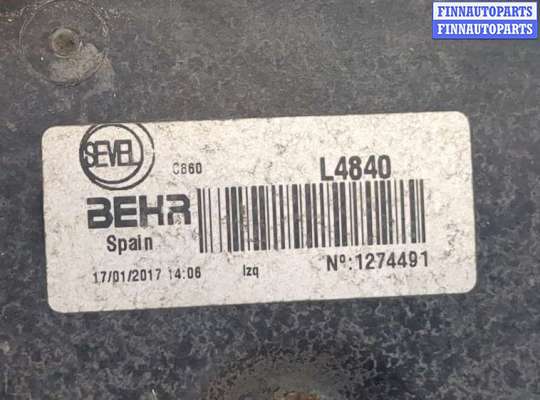 FINNAUTOPARTS
FINNAUTOPARTS
SEVEL
C860
L4840
BEHR
Spain
17/01/2017 14:06
Izq
Nº:1274491